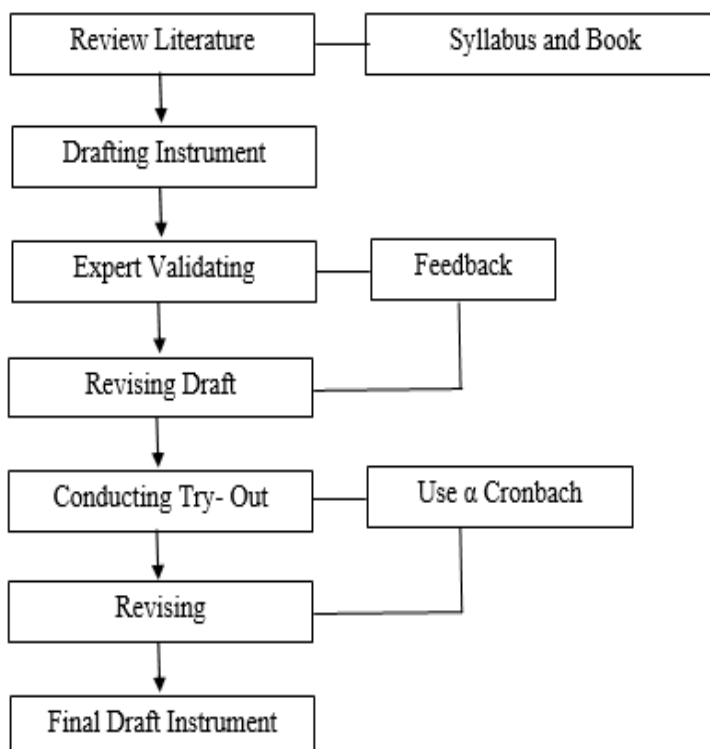 Review Literature
Syllabus and Book
Drafting Instrument
Expert Validating
Feedback
Revising Draft
Conducting Try- Out
Use α Cronbach
Revising
Final Draft Instrument